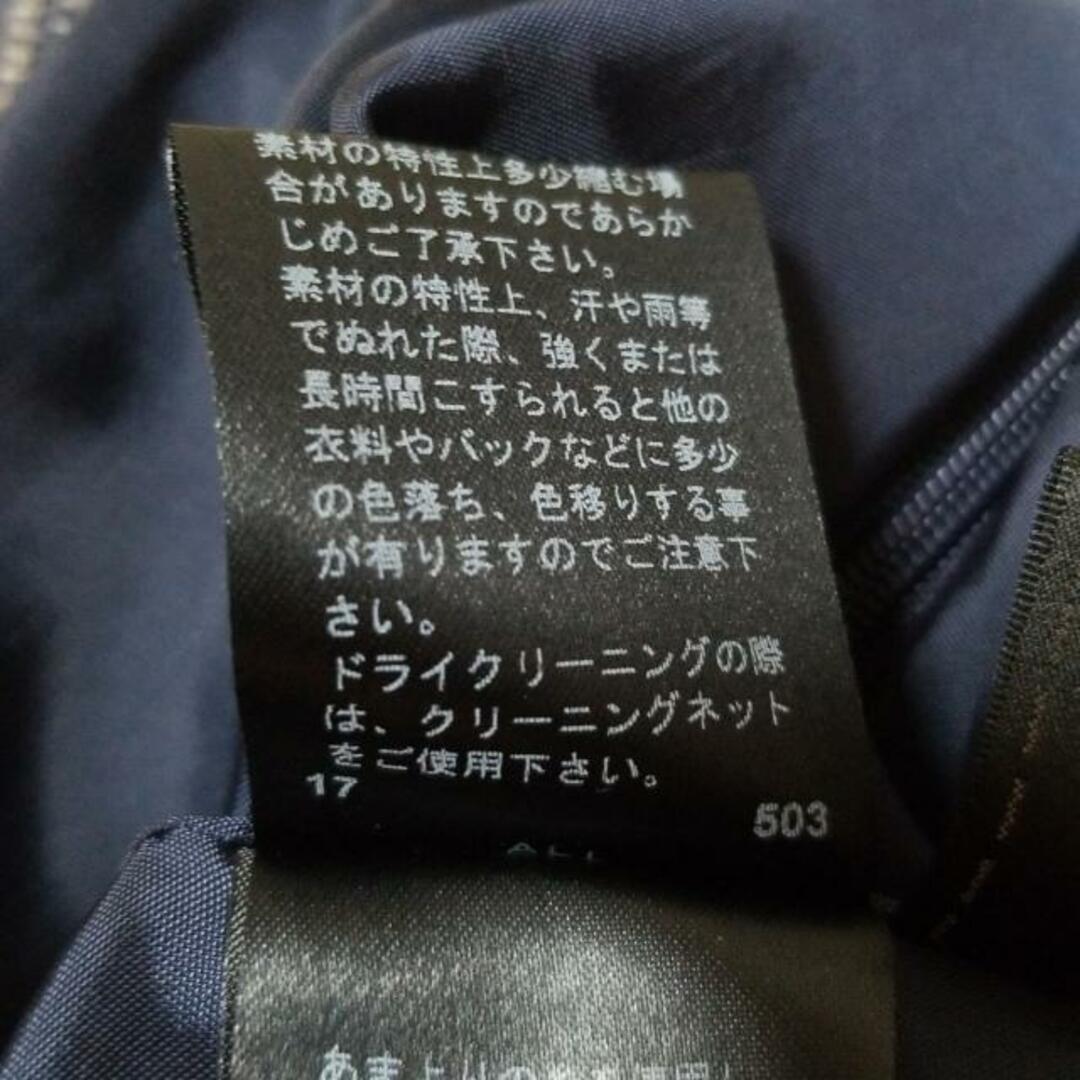 素材の特性上多少縮む場
合がありますのであらか
じめご了承下さい。
素材の特性上、汗や雨等
でぬれた際、強くまたは
長時間こすられると他の
衣料やバックなどに多少
の色落ち、色移りする事
が有りますのでご注意下
さい。
ドライクリーニングの際
は、クリーニングネット
をご使用下さい。
17
503